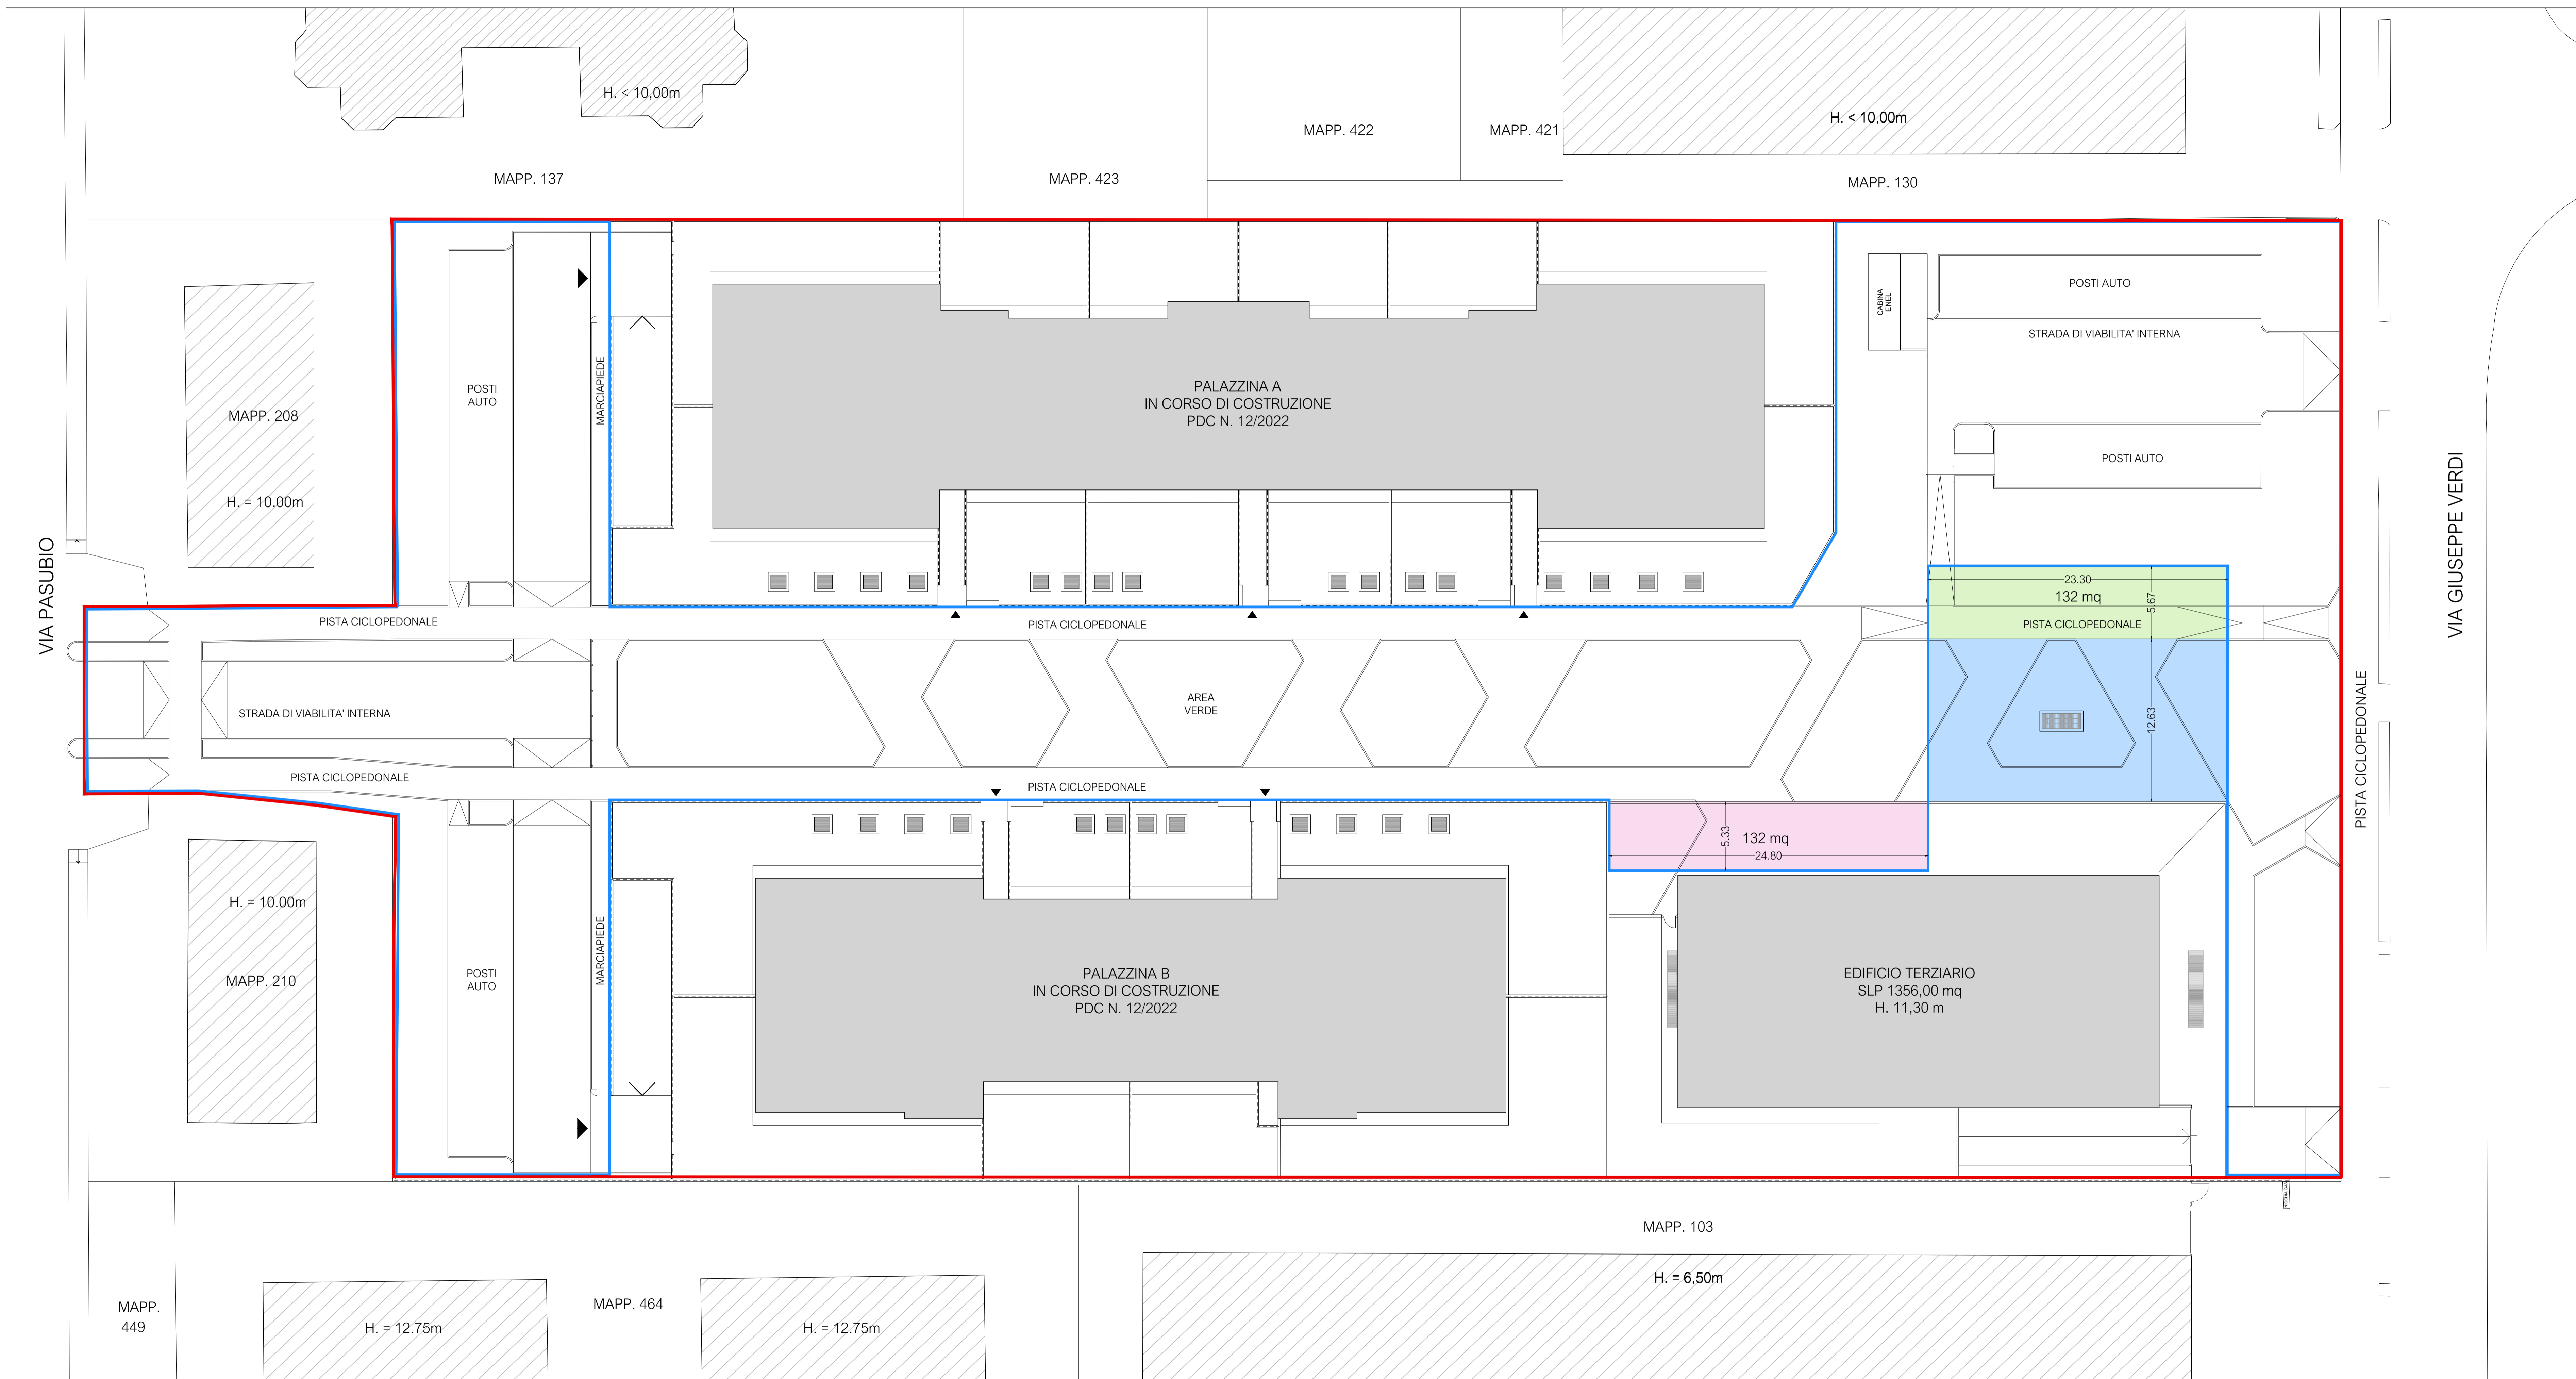 H. < 10,00m
H. < 10,00m
MAPP. 422
MAPP. 421
MAPP. 137
MAPP. 423
MAPP. 130
POSTI AUTO
CABINA
ENEL
STRADA DI VIABILITA' INTERNA
POSTI
AUTO
MARCIAPIEDE
PALAZZINA A
IN CORSO DI COSTRUZIONE
PDC N. 12/2022
MAPP. 208
H. = 10.00m
POSTI AUTO
VIA PASUBIO
VIA GIUSEPPE VERDI
23.30
132 mq
5.67
PISTA CICLOPEDONALE
PISTA CICLOPEDONALE
PISTA CICLOPEDONALE
STRADA DI VIABILITA' INTERNA
AREA
VERDE
12.63
PISTA CICLOPEDONALE
PISTA CICLOPEDONALE
PISTA CICLOPEDONALE
5.33
132 mq
24.80
H. = 10.00m
MAPP. 210
POSTI
AUTO
MARCIAPIEDE
PALAZZINA B
IN CORSO DI COSTRUZIONE
PDC N. 12/2022
EDIFICIO TERZIARIO
SLP 1356,00 mq
H. 11,30 m
MAPP. 103
H. = 6,50m
MAPP.
449
MAPP. 464
H. = 12.75m
H. = 12.75m